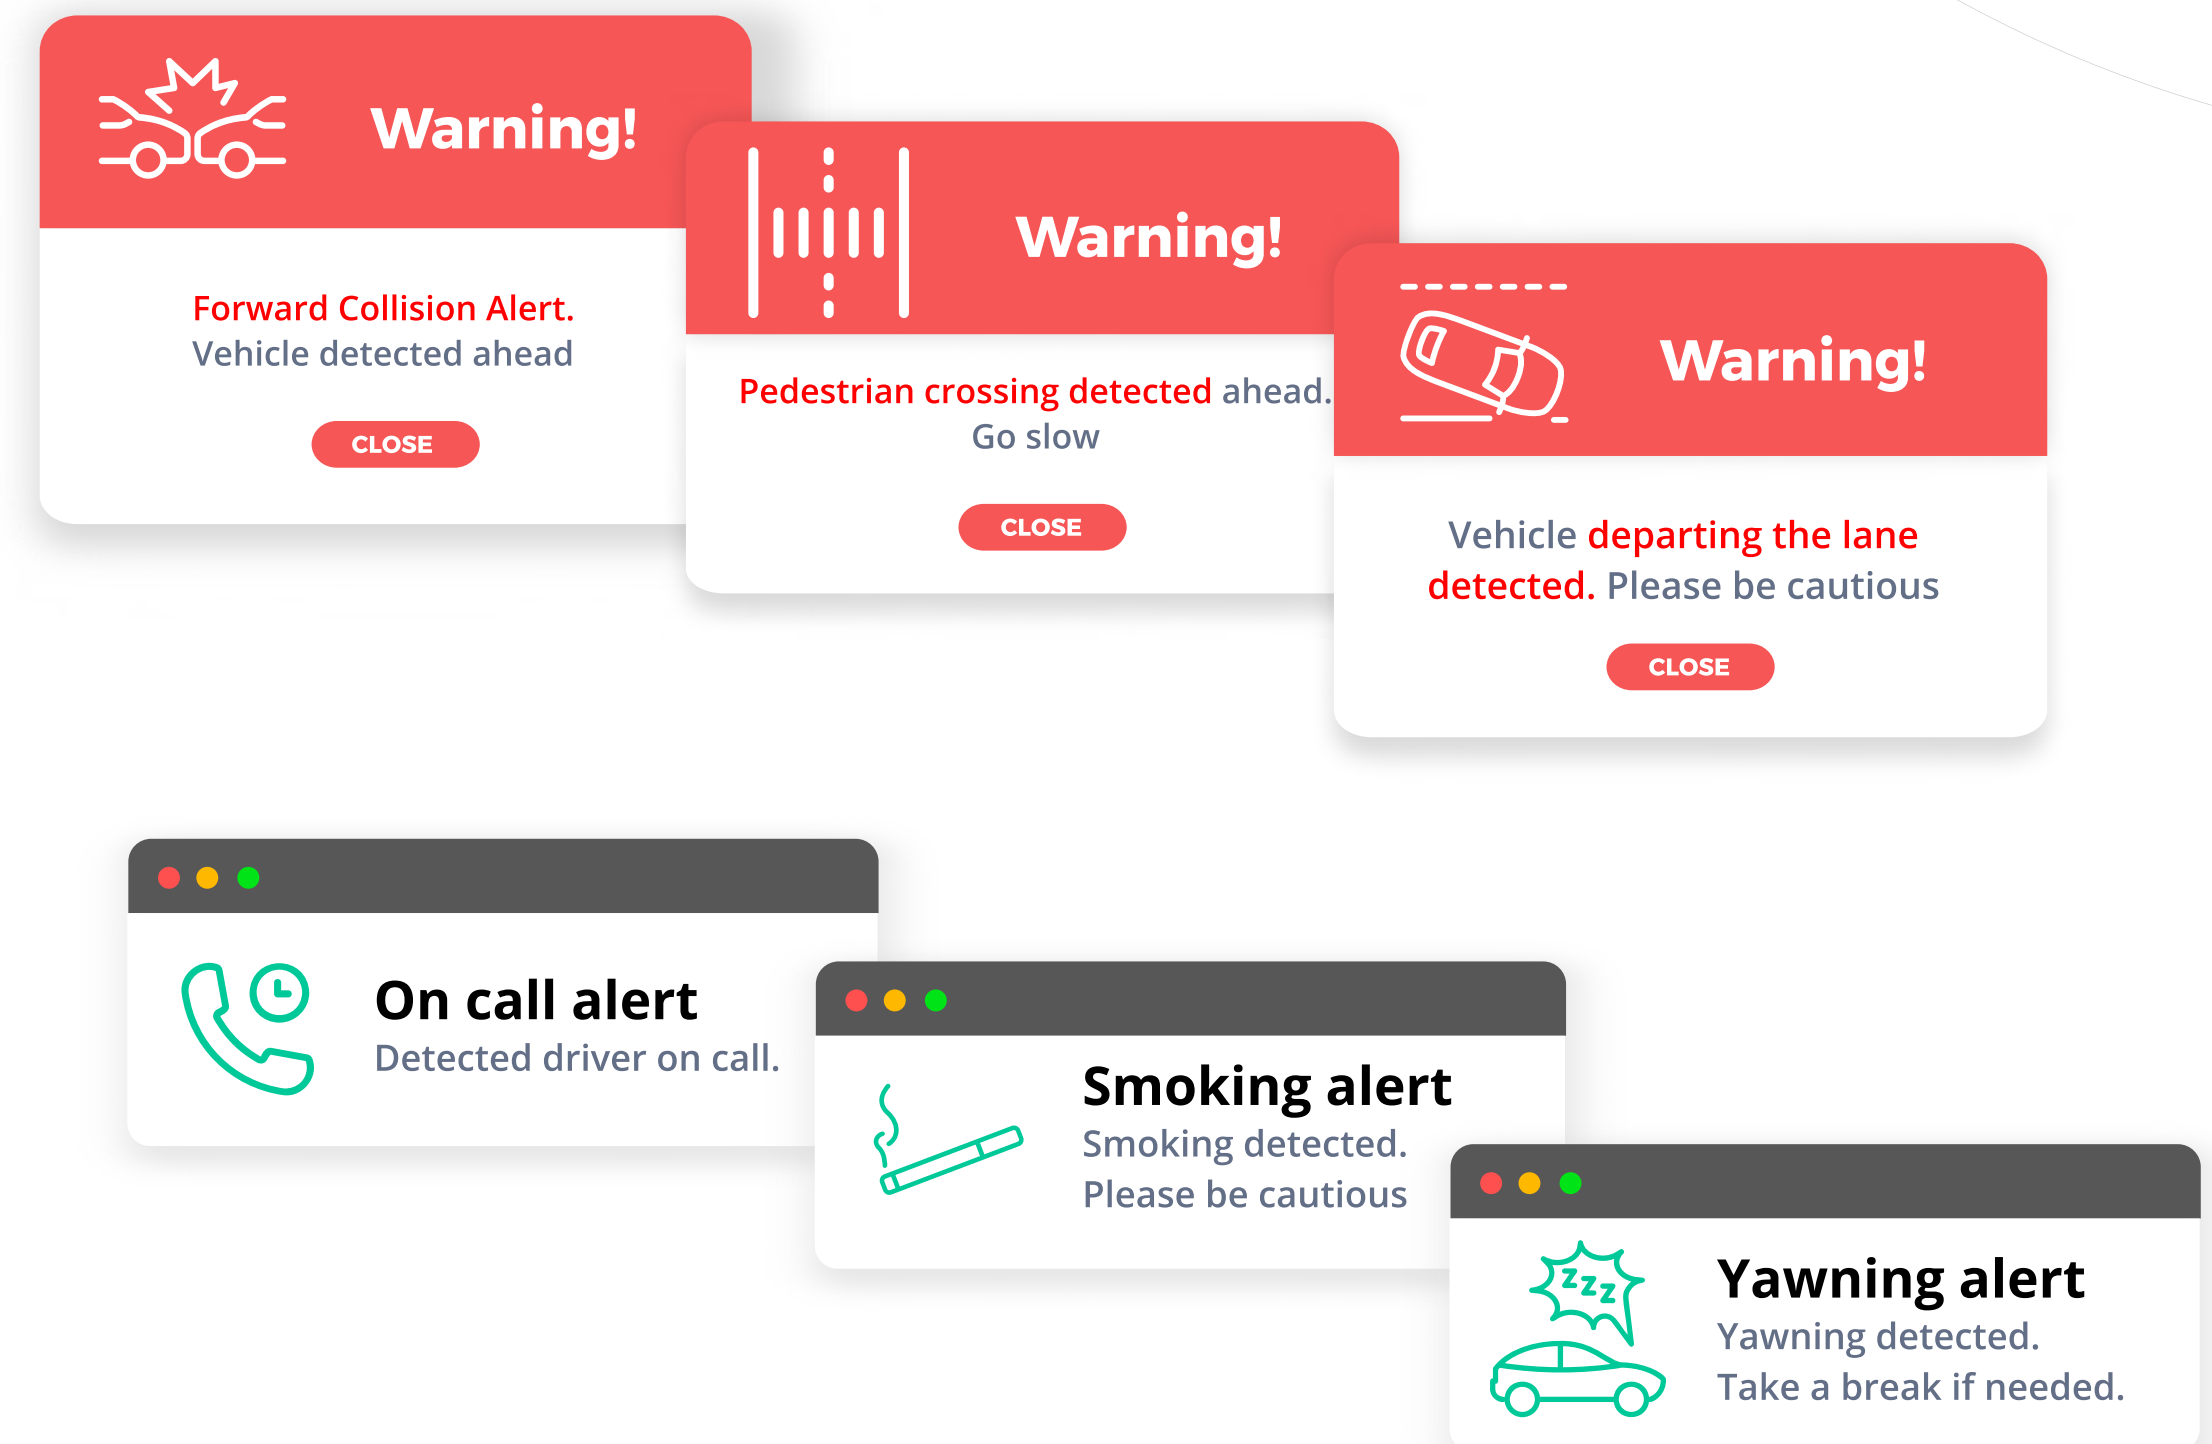 Warning!
Forward Collision Alert.
Vehicle detected ahead
CLOSE
Warning!
Pedestrian crossing detected ahead.
Go slow
CLOSE
Warning!
Vehicle departing the lane
detected. Please be cautious
CLOSE
On call alert
Detected driver on call.
Smoking alert
Smoking detected.
Please be cautious
zzz
Yawning alert
Yawning detected.
Take a break if needed.